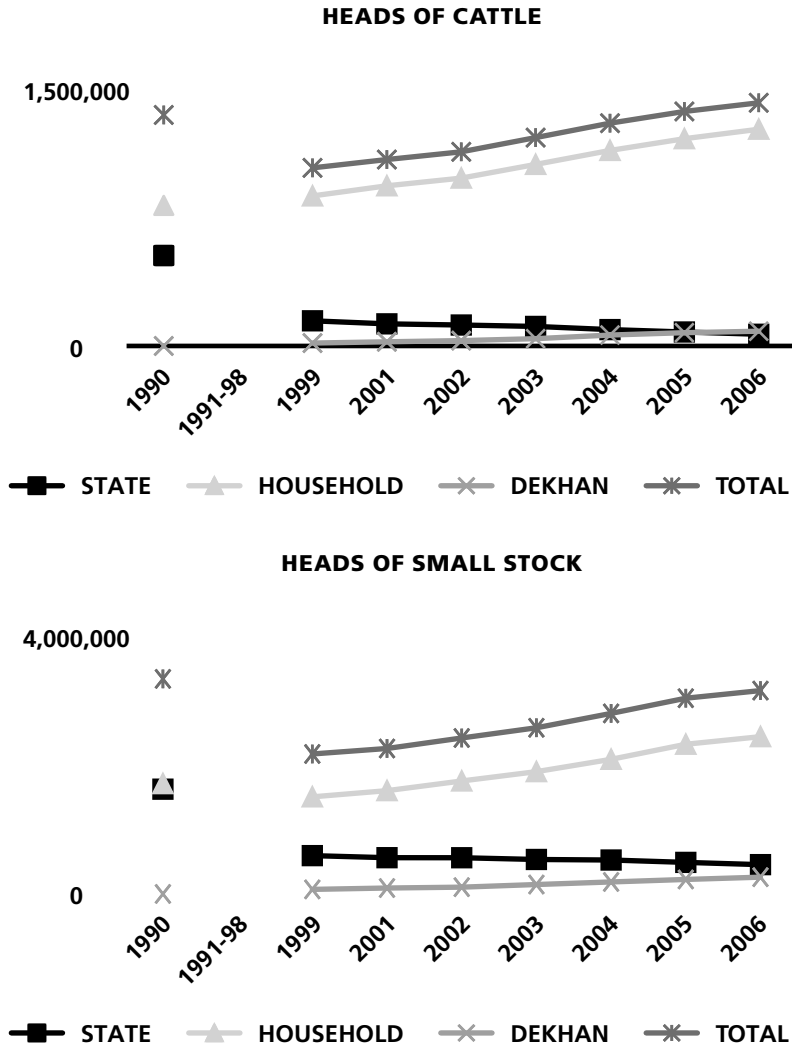 HEADS OF CATTLE
1,500,000
0
1990 1991-98 1999 2001 2002 2003 2004 2005 2006
STATE HOUSEHOLD DEKHAN TOTAL
HEADS OF SMALL STOCK
4,000,000
0
1990 1991-98 1999 2001 2002 2003 2004 2005 2006
STATE HOUSEHOLD DEKHAN TOTAL